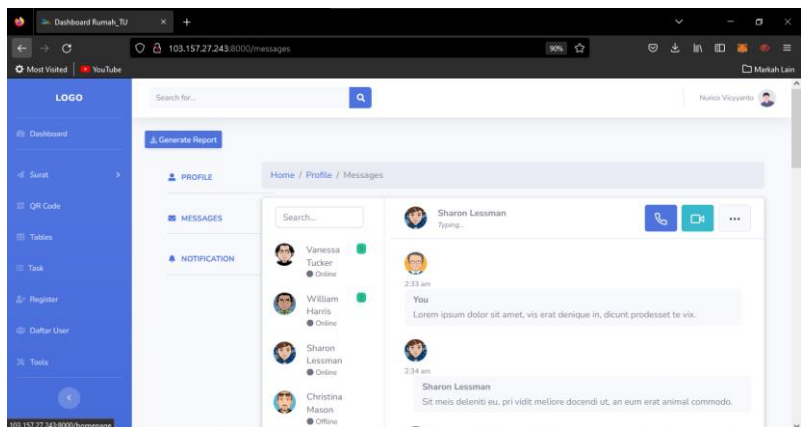 Dashboard Rumah_TU
103.157.27.243:8000/messages
90%
Most Visited
YouTube
Markah Lain
LOGO
Search for...
Nurico Vicyyanto
Dashboard
Generate Report
Surat
PROFILE
Home / Profile / Messages
QR Code
MESSAGES
Search...
Sharon Lessman
Typing...
Tables
NOTIFICATION
Vanessa
Tucker
Online
Task
2:33 am
Register
William
Harris
Online
You
Lorem ipsum dolor sit amet, vis erat denique in, dicunt prodesset te vix.
Daftar User
Sharon
Lessman
Online
Tools
2:34 am
Christina
Mason
Offline
Sharon Lessman
Sit meis deleniti eu, pri vidit meliore docendi ut, an eum erat animal commodo.
103.157.27.243:8000/homepage